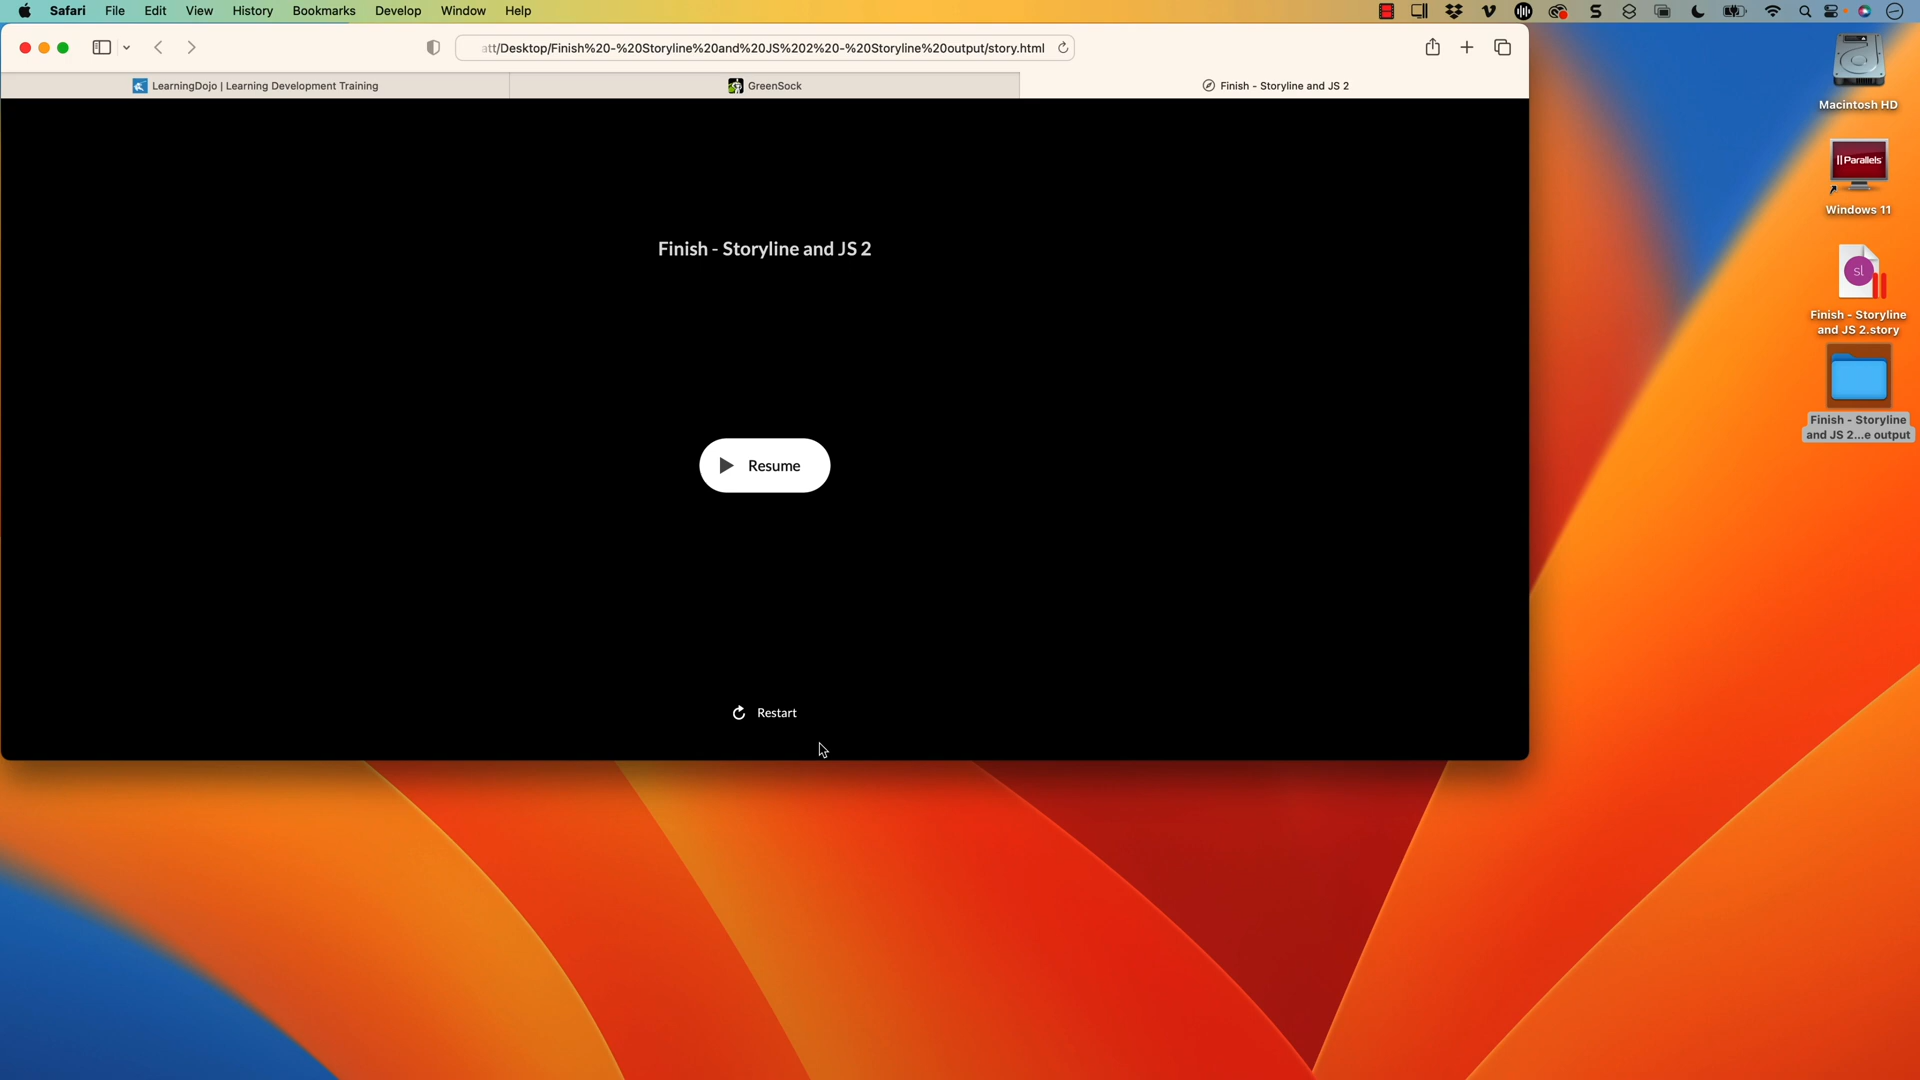 Safari File Edit View History Bookmarks Develop Window Help
att/Desktop/Finish%20-%20Storyline%20and%20JS%202%20-%20Storyline%20output/story.html
LearningDojo | Learning Development Training
GreenSock
Finish - Storyline and JS 2
Macintosh HD
|| Parallels
Windows 11
Finish - Storyline and JS 2
sl
Finish - Storyline
and JS 2.story
Finish - Storyline
and JS 2...e output
Resume
Restart